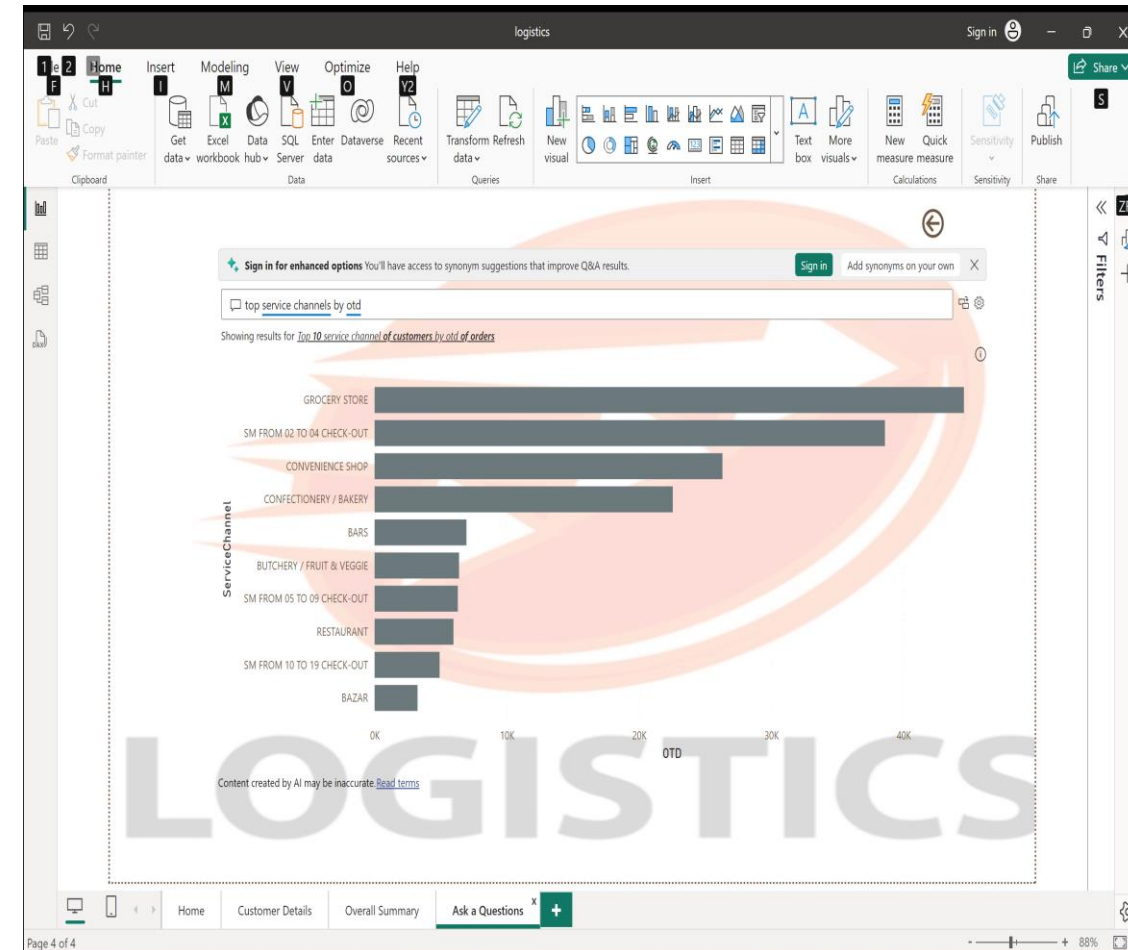 logistics
Sign in
1 2 Home Insert Modeling View Optimize Help
Share
F H I M V O Y2
S
Paste
Cut
Copy
Format painter
Get data
Excel workbook
Data hub
SQL Server
Enter data
Dataverse
Recent sources
Transform data
Refresh
New visual
Text box
More visuals
New measure
Quick measure
Sensitivity
Publish
Clipboard Data Queries Insert Calculations Sensitivity Share
Filters
Sign in for enhanced options You'll have access to synonym suggestions that improve Q&A results.
Sign in
Add synonyms on your own
top service channels by otd
Showing results for Top 10 service channel of customers by otd of orders
ServiceChannel
GROCERY STORE
SM FROM 02 TO 04 CHECK-OUT
CONVENIENCE SHOP
CONFECTIONERY / BAKERY
BARS
BUTCHERY / FRUIT & VEGGIE
SM FROM 05 TO 09 CHECK-OUT
RESTAURANT
SM FROM 10 TO 19 CHECK-OUT
BAZAR
0K 10K 20K 30K 40K
OTD
LOGISTICS
Content created by AI may be inaccurate. Read terms
Home Customer Details Overall Summary Ask a Questions x +
Page 4 of 4
- + 88%